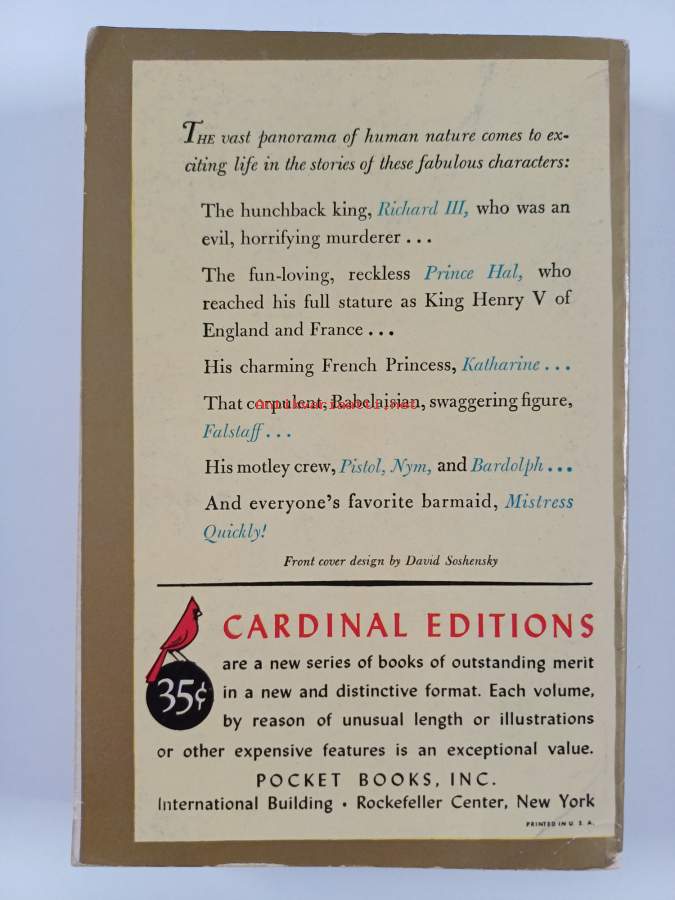 THE vast panorama of human nature comes to ex-
citing life in the stories of these fabulous characters:
The hunchback king, Richard III, who was an
evil, horrifying murderer . . .
The fun-loving, reckless Prince Hal, who
reached his full stature as King Henry V of
England and France . . .
His charming French Princess, Katharine . . .
That corpulent, Rabelaisian, swaggering figure,
Antikvariaatti.net
Falstaff . . .
His motley crew, Pistol, Nym, and Bardolph . . .
And everyone's favorite barmaid, Mistress
Quickly!
Front cover design by David Soshensky
CARDINAL EDITIONS
are a new series of books of outstanding merit
35¢ in a new and distinctive format. Each volume,
by reason of unusual length or illustrations
or other expensive features is an exceptional value.
POCKET BOOKS, INC.
International Building • Rockefeller Center, New York
PRINTED IN U. S. A.